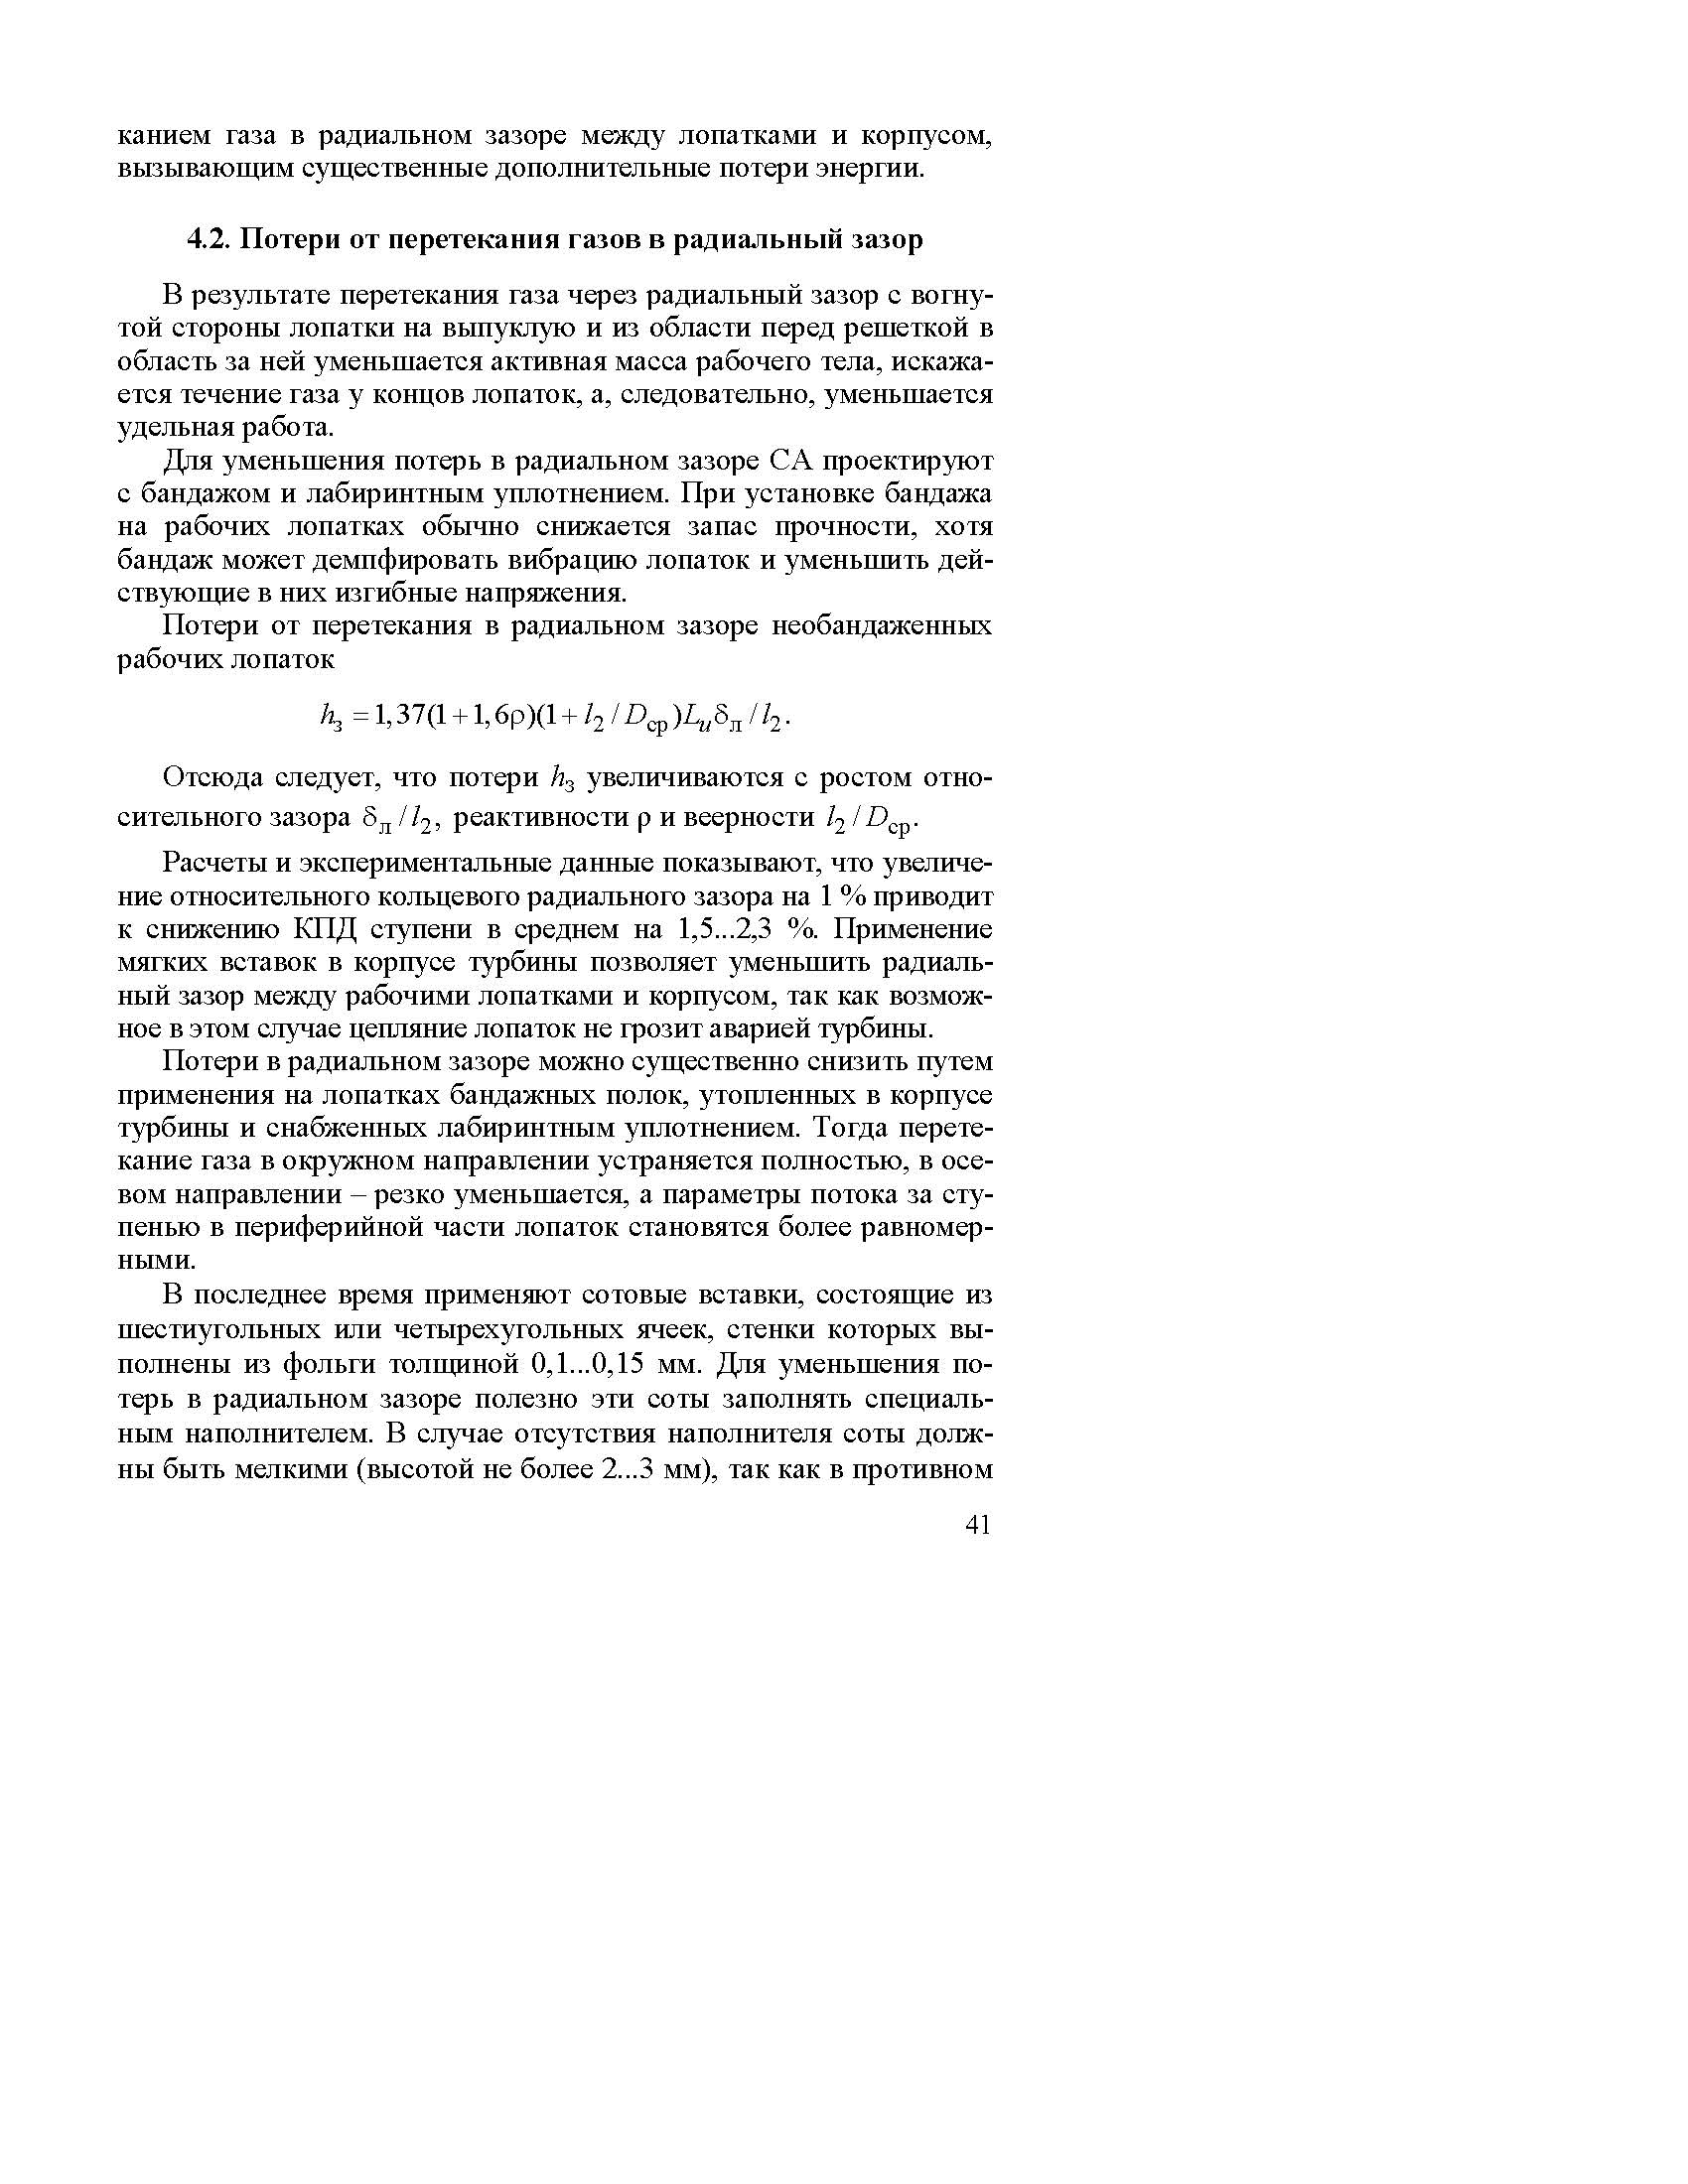 канием газа в радиальном зазоре между лопатками и корпусом,
вызывающим существенные дополнительные потери энергии.
4.2. Потери от перетекания газов в радиальный зазор
В результате перетекания газа через радиальный зазор с вогну-
той стороны лопатки на выпуклую и из области перед решеткой в
область за ней уменьшается активная масса рабочего тела, искажа-
ется течение газа у концов лопаток, а, следовательно, уменьшается
удельная работа.
Для уменьшения потерь в радиальном зазоре СА проектируют
с бандажом и лабиринтным уплотнением. При установке бандажа
на рабочих лопатках обычно снижается запас прочности, хотя
бандаж может демпфировать вибрацию лопаток и уменьшить дей-
ствующие в них изгибные напряжения.
Потери от перетекания в радиальном зазоре необандаженных
рабочих лопаток
h_з = 1,37(1 + 1,6ρ)(1 + l_2 / D_ср)L_u δ_л / l_2.
Отсюда следует, что потери h_з увеличиваются с ростом отно-
сительного зазора δ_л / l_2, реактивности ρ и веерности l_2 / D_ср.
Расчеты и экспериментальные данные показывают, что увеличе-
ние относительного кольцевого радиального зазора на 1 % приводит
к снижению КПД ступени в среднем на 1,5...2,3 %. Применение
мягких вставок в корпусе турбины позволяет уменьшить радиаль-
ный зазор между рабочими лопатками и корпусом, так как возмож-
ное в этом случае цепляние лопаток не грозит аварией турбины.
Потери в радиальном зазоре можно существенно снизить путем
применения на лопатках бандажных полок, утопленных в корпусе
турбины и снабженных лабиринтным уплотнением. Тогда перете-
кание газа в окружном направлении устраняется полностью, в осе-
вом направлении – резко уменьшается, а параметры потока за сту-
пенью в периферийной части лопаток становятся более равномер-
ными.
В последнее время применяют сотовые вставки, состоящие из
шестиугольных или четырехугольных ячеек, стенки которых вы-
полнены из фольги толщиной 0,1...0,15 мм. Для уменьшения по-
терь в радиальном зазоре полезно эти соты заполнять специаль-
ным наполнителем. В случае отсутствия наполнителя соты долж-
ны быть мелкими (высотой не более 2...3 мм), так как в противном
41